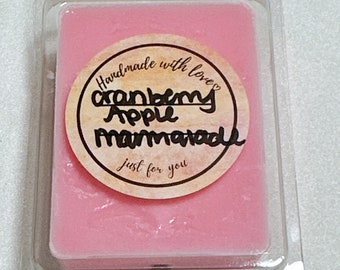 Handmade with love♡
cranberry
Apple
marmalade
Just for you